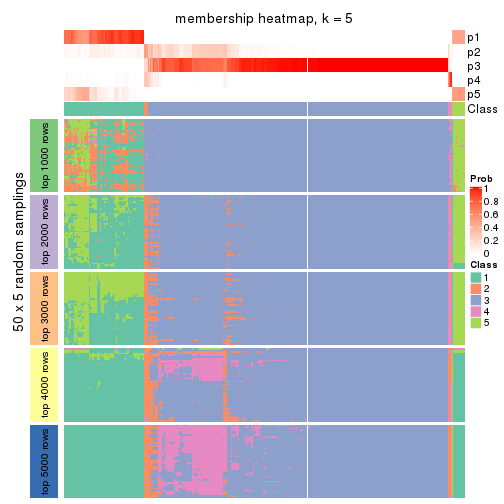 membership heatmap, k = 5
p1
p2
p3
p4
p5
Class
50 x 5 random samplings
top 1000 rows
top 2000 rows
top 3000 rows
top 4000 rows
top 5000 rows
Prob
1
0.8
0.6
0.4
0.2
0
Class
1
2
3
4
5